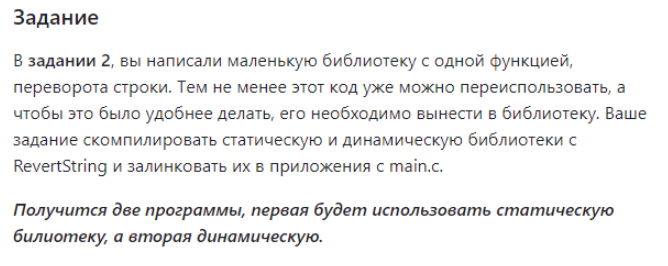 Задание
В задании 2, вы написали маленькую библиотеку с одной функцией,
переворота строки. Тем не менее этот код уже можно переиспользовать, а
чтобы это было удобнее делать, его необходимо вынести в библиотеку. Ваше
задание скомпилировать статическую и динамическую библиотеки с
RevertString и залинковать их в приложения с main.c.
Получится две программы, первая будет использовать статическую
билиотеку, а вторая динамическую.